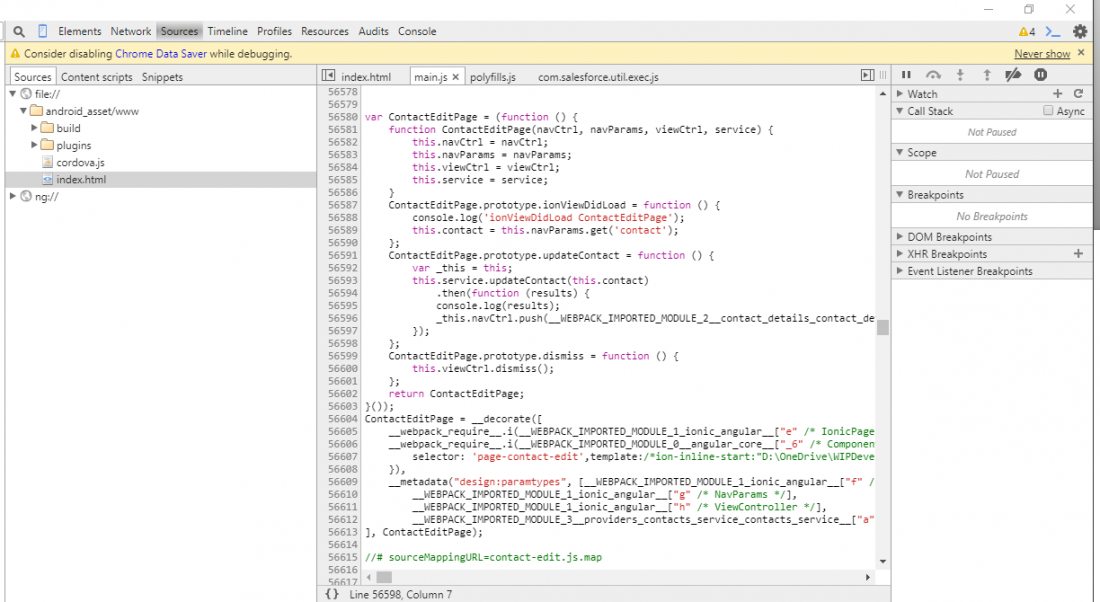 Elements Network Sources Timeline Profiles Resources Audits Console 4
Consider disabling Chrome Data Saver while debugging. Never show ×
Sources Content scripts Snippets
file://
android_asset/www
build
plugins
cordova.js
index.html
ng://
index.html main.js × polyfills.js com.salesforce.util.exec.js
56578
56579
56580 var ContactEditPage = (function () {
56581 function ContactEditPage(navCtrl, navParams, viewCtrl, service) {
56582 this.navCtrl = navCtrl;
56583 this.navParams = navParams;
56584 this.viewCtrl = viewCtrl;
56585 this.service = service;
56586 }
56587 ContactEditPage.prototype.ionViewDidLoad = function () {
56588 console.log('ionViewDidLoad ContactEditPage');
56589 this.contact = this.navParams.get('contact');
56590 };
56591 ContactEditPage.prototype.updateContact = function () {
56592 var _this = this;
56593 this.service.updateContact(this.contact)
56594 .then(function (results) {
56595 console.log(results);
56596 _this.navCtrl.push(__WEBPACK_IMPORTED_MODULE_2__contact_details_contact_de
56597 });
56598 };
56599 ContactEditPage.prototype.dismiss = function () {
56600 this.viewCtrl.dismiss();
56601 };
56602 return ContactEditPage;
56603 }());
56604 ContactEditPage = __decorate([
56605 __webpack_require__.i(__WEBPACK_IMPORTED_MODULE_1_ionic_angular__["e" /* IonicPage
56606 __webpack_require__.i(__WEBPACK_IMPORTED_MODULE_0__angular_core__["_6" /* Componen
56607 selector: 'page-contact-edit',template:/*ion-inline-start:"D:\OneDrive\WIPDeve
56608 }),
56609 __metadata("design:paramtypes", [__WEBPACK_IMPORTED_MODULE_1_ionic_angular__["f" /
56610 __WEBPACK_IMPORTED_MODULE_1_ionic_angular__["g" /* NavParams */],
56611 __WEBPACK_IMPORTED_MODULE_1_ionic_angular__["h" /* ViewController */],
56612 __WEBPACK_IMPORTED_MODULE_3__providers_contacts_service_contacts_service__["a"
56613 ], ContactEditPage);
56614
56615 //# sourceMappingURL=contact-edit.js.map
56616
56617
{} Line 56598, Column 7
Watch
Call Stack Async
Not Paused
Scope
Not Paused
Breakpoints
No Breakpoints
DOM Breakpoints
XHR Breakpoints
Event Listener Breakpoints